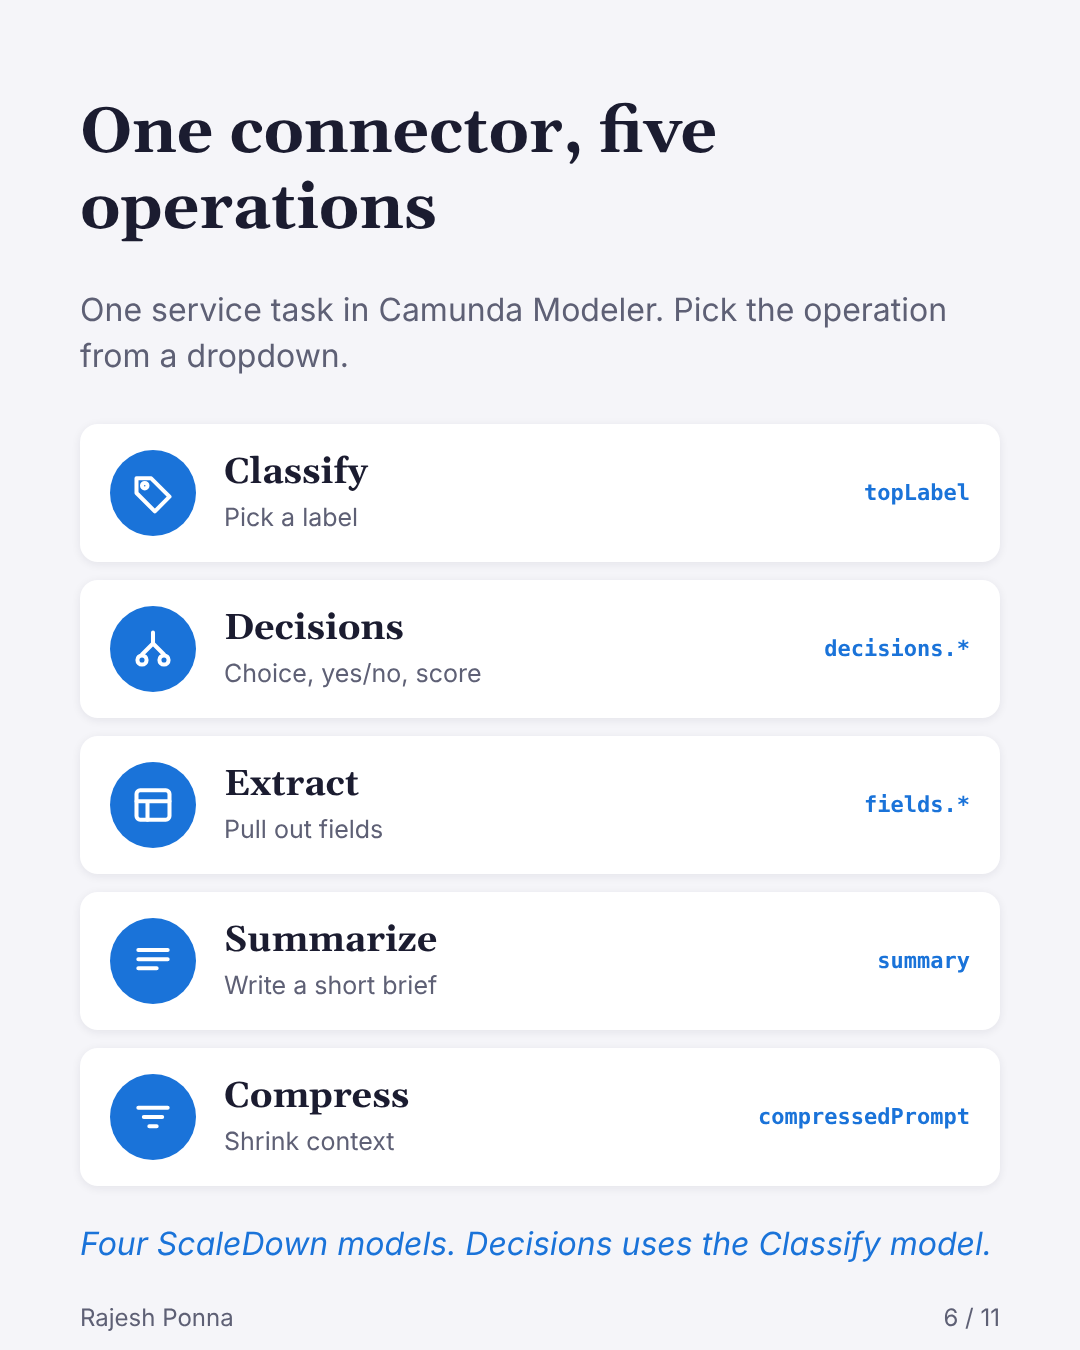 One connector, five
operations
One service task in Camunda Modeler. Pick the operation
from a dropdown.
Classify
Pick a label
topLabel
Decisions
Choice, yes/no, score
decisions.*
Extract
Pull out fields
fields.*
Summarize
Write a short brief
summary
Compress
Shrink context
compressedPrompt
Four ScaleDown models. Decisions uses the Classify model.
Rajesh Ponna
6 / 11